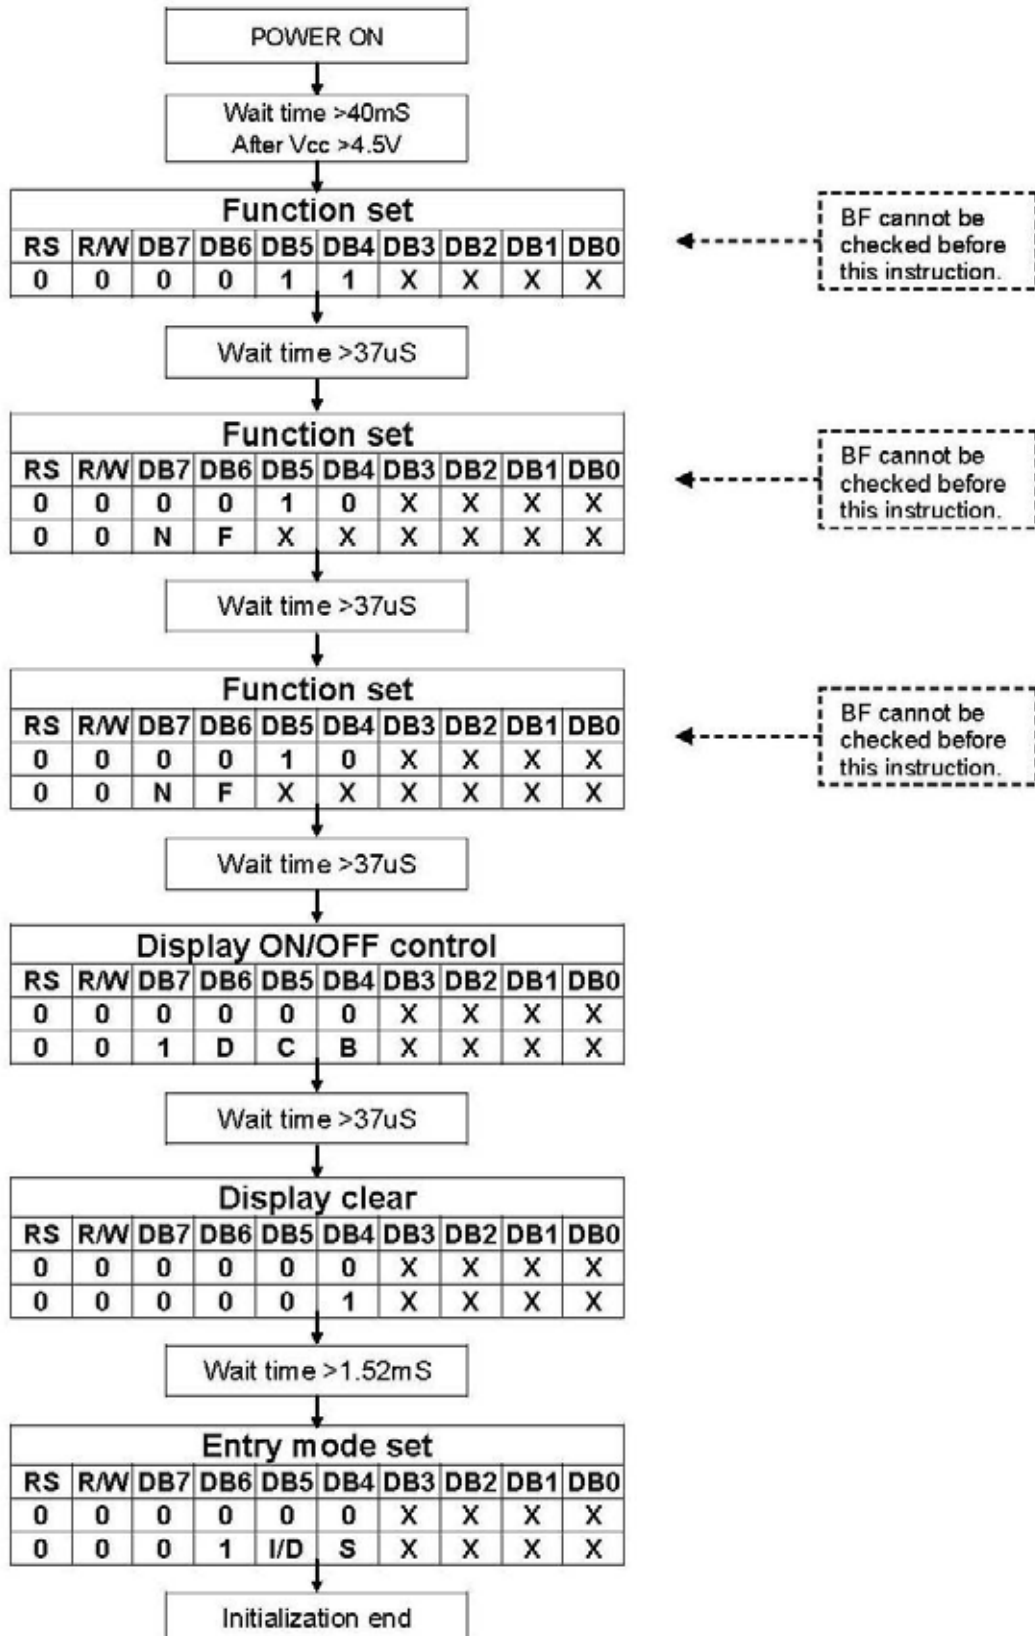 POWER ON
Wait time >40mS
After Vcc >4.5V
Function set
RS R/W DB7 DB6 DB5 DB4 DB3 DB2 DB1 DB0
0 0 0 0 1 1 X X X X
BF cannot be
checked before
this instruction.
Wait time >37uS
Function set
RS R/W DB7 DB6 DB5 DB4 DB3 DB2 DB1 DB0
0 0 0 0 1 0 X X X X
0 0 N F X X X X X X
BF cannot be
checked before
this instruction.
Wait time >37uS
Function set
RS R/W DB7 DB6 DB5 DB4 DB3 DB2 DB1 DB0
0 0 0 0 1 0 X X X X
0 0 N F X X X X X X
BF cannot be
checked before
this instruction.
Wait time >37uS
Display ON/OFF control
RS R/W DB7 DB6 DB5 DB4 DB3 DB2 DB1 DB0
0 0 0 0 0 0 X X X X
0 0 1 D C B X X X X
Wait time >37uS
Display clear
RS R/W DB7 DB6 DB5 DB4 DB3 DB2 DB1 DB0
0 0 0 0 0 0 X X X X
0 0 0 0 0 1 X X X X
Wait time >1.52mS
Entry mode set
RS R/W DB7 DB6 DB5 DB4 DB3 DB2 DB1 DB0
0 0 0 0 0 0 X X X X
0 0 0 1 I/D S X X X X
Initialization end